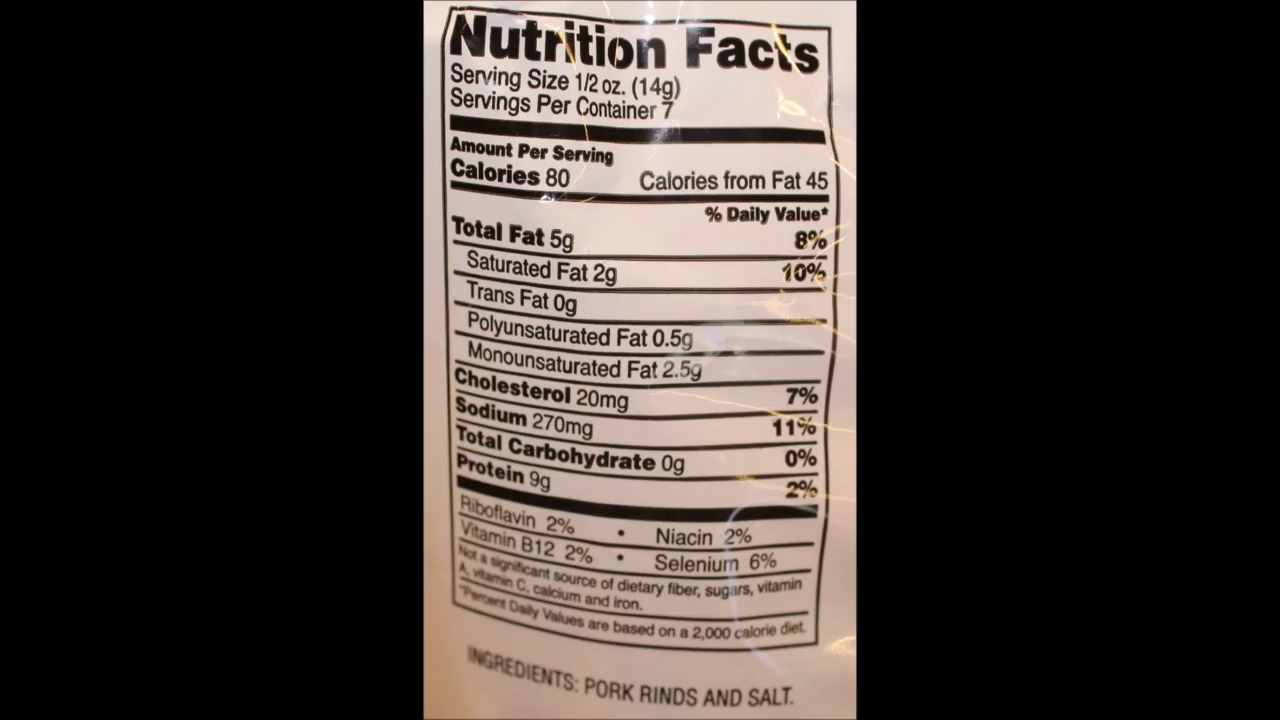 Nutrition Facts
Serving Size 1/2 oz. (14g)
Servings Per Container 7
Amount Per Serving
Calories 80 Calories from Fat 45
% Daily Value*
Total Fat 5g 8%
Saturated Fat 2g 10%
Trans Fat 0g
Polyunsaturated Fat 0.5g
Monounsaturated Fat 2.5g
Cholesterol 20mg 7%
Sodium 270mg 11%
Total Carbohydrate 0g 0%
Protein 9g 2%
Riboflavin 2% • Niacin 2%
Vitamin B12 2% • Selenium 6%
Not a significant source of dietary fiber, sugars, vitamin
A, vitamin C, calcium and iron.
*Percent Daily Values are based on a 2,000 calorie diet.
INGREDIENTS: PORK RINDS AND SALT.